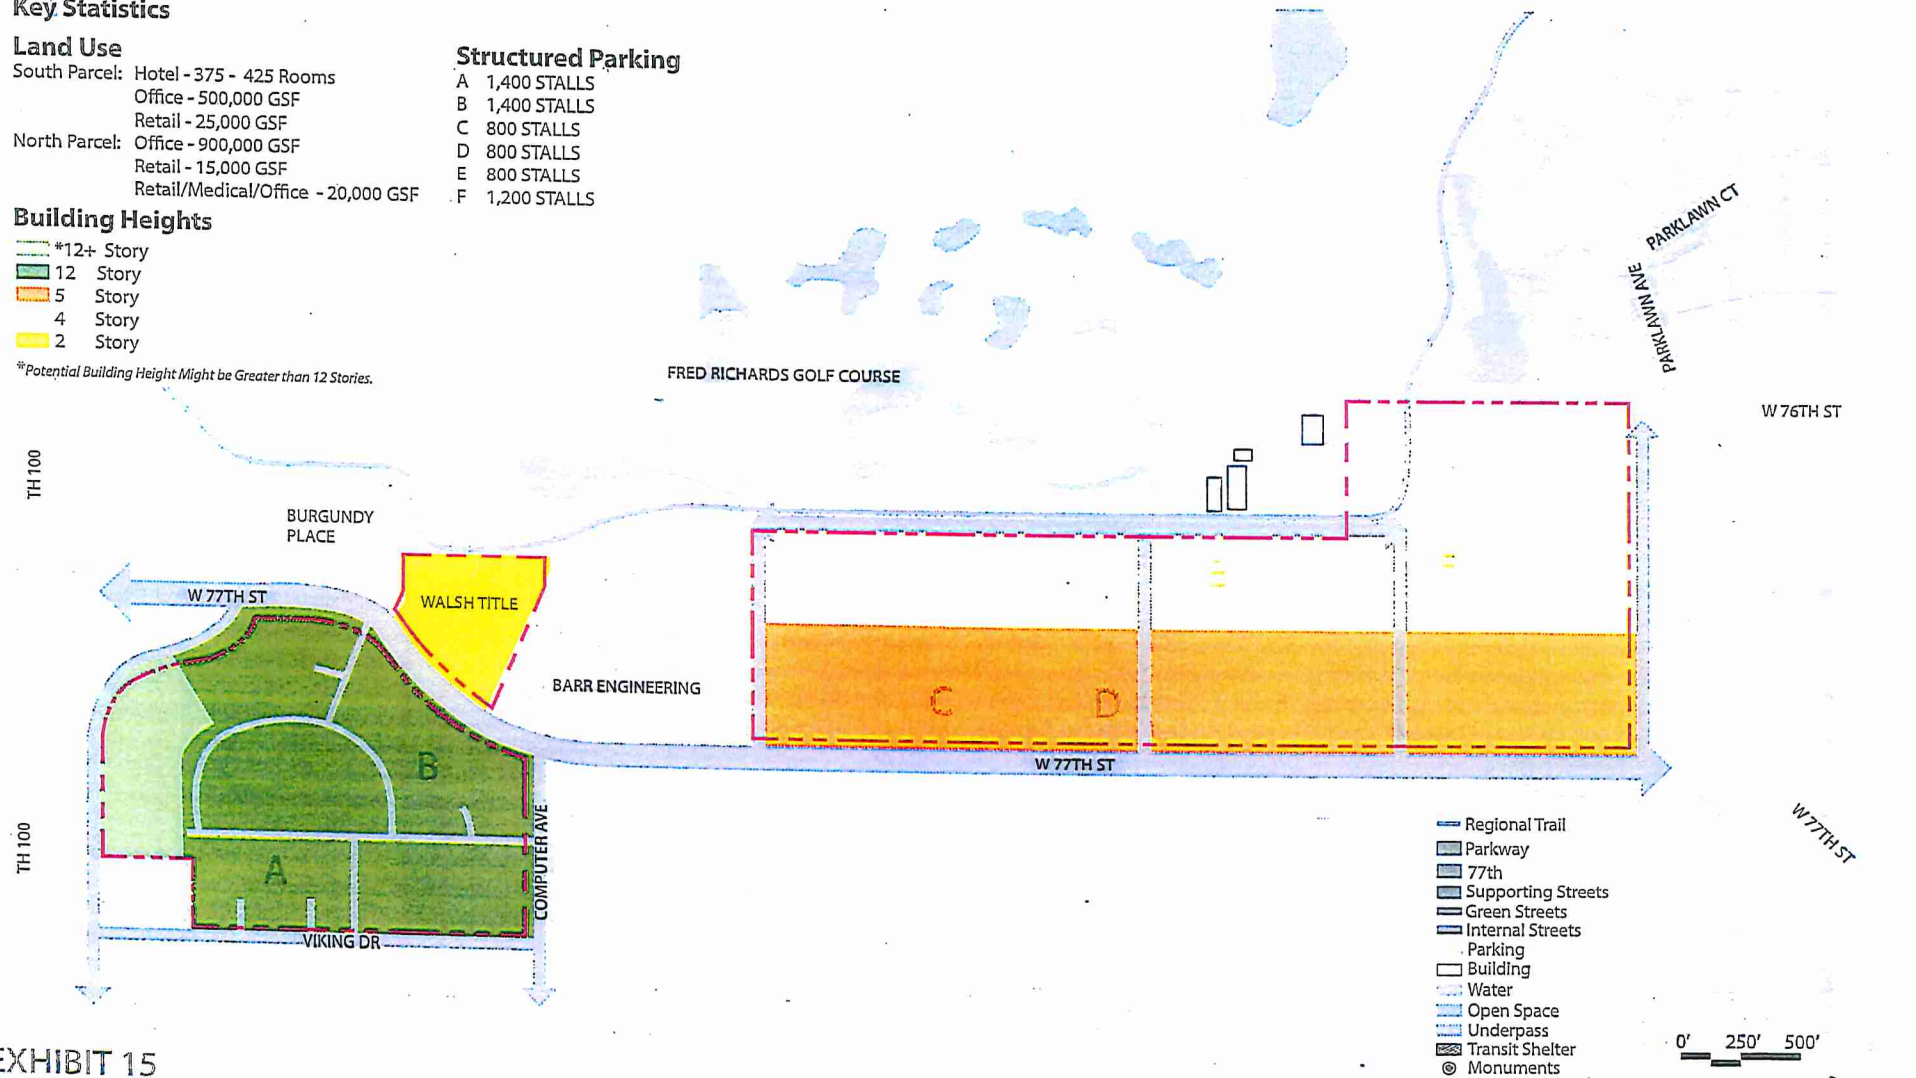 Key Statistics
Land Use
South Parcel: Hotel - 375 - 425 Rooms
Office - 500,000 GSF
Retail - 25,000 GSF
North Parcel: Office - 900,000 GSF
Retail - 15,000 GSF
Retail/Medical/Office - 20,000 GSF
Structured Parking
A 1,400 STALLS
B 1,400 STALLS
C 800 STALLS
D 800 STALLS
E 800 STALLS
F 1,200 STALLS
Building Heights
*12+ Story
12 Story
5 Story
4 Story
2 Story
*Potential Building Height Might be Greater than 12 Stories.
PARKLAWN CT
PARKLAWN AVE
FRED RICHARDS GOLF COURSE
W 76TH ST
TH 100
BURGUNDY
PLACE
W 77TH ST
WALSH TITLE
BARR ENGINEERING
C
D
B
W 77TH ST
COMPUTER AVE
TH 100
A
VIKING DR
W 77TH ST
Regional Trail
Parkway
77th
Supporting Streets
Green Streets
Internal Streets
Parking
Building
Water
Open Space
Underpass
Transit Shelter
Monuments
0' 250' 500'
EXHIBIT 15